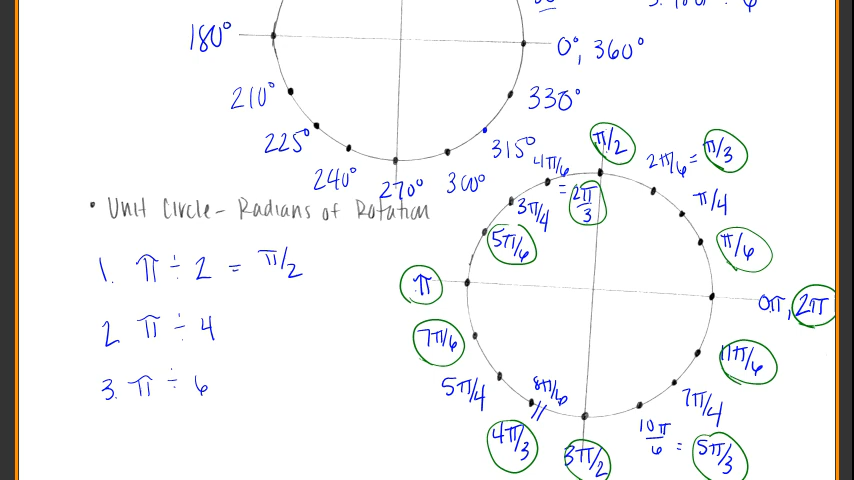 180°
0°, 360°
210°
330°
225°
315°
240°
270°
300°
• Unit Circle - Radians of Rotation
1. π ÷ 2 = π/2
2 π ÷ 4
3. π ÷ 6
π/2
2π/6 = π/3
π/4
π/6
0π, 2π
4π/6
= 2π/3
3π/4
5π/6
π
7π/6
5π/4
8π/6
4π/3
3π/2
10π/6 = 5π/3
7π/4
11π/6